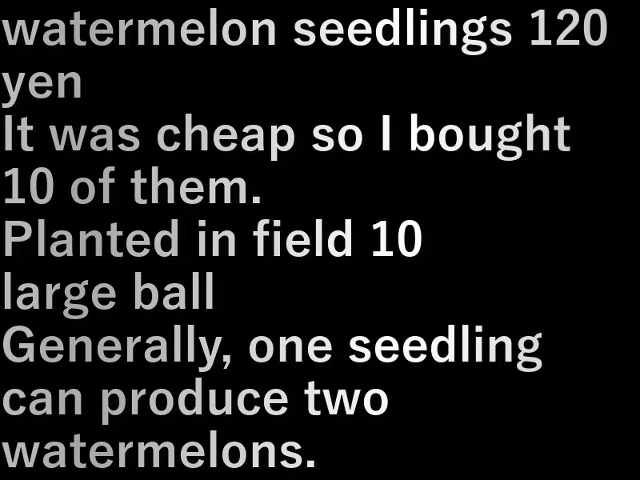 watermelon seedlings 120
yen
It was cheap so I bought
10 of them.
Planted in field 10
large ball
Generally, one seedling
can produce two
watermelons.